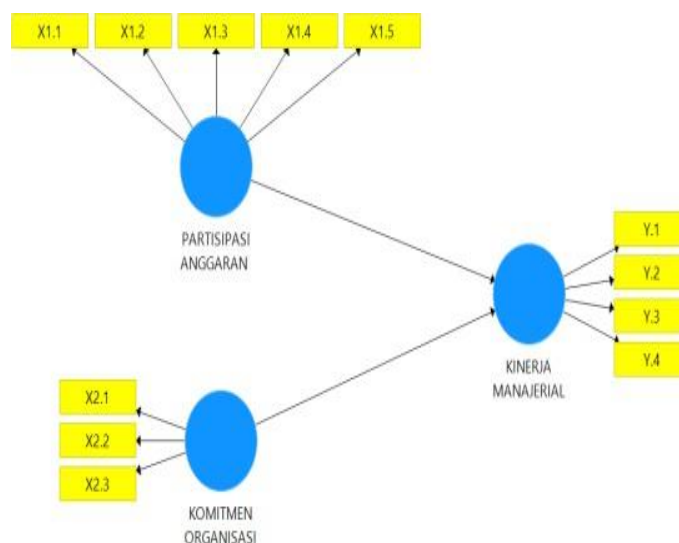 X1.1
X1.2
X1.3
X1.4
X1.5
PARTISIPASI
ANGGARAN
Y.1
Y.2
Y.3
Y.4
KINERJA
MANAJERIAL
X2.1
X2.2
X2.3
KOMITMEN
ORGANISASI